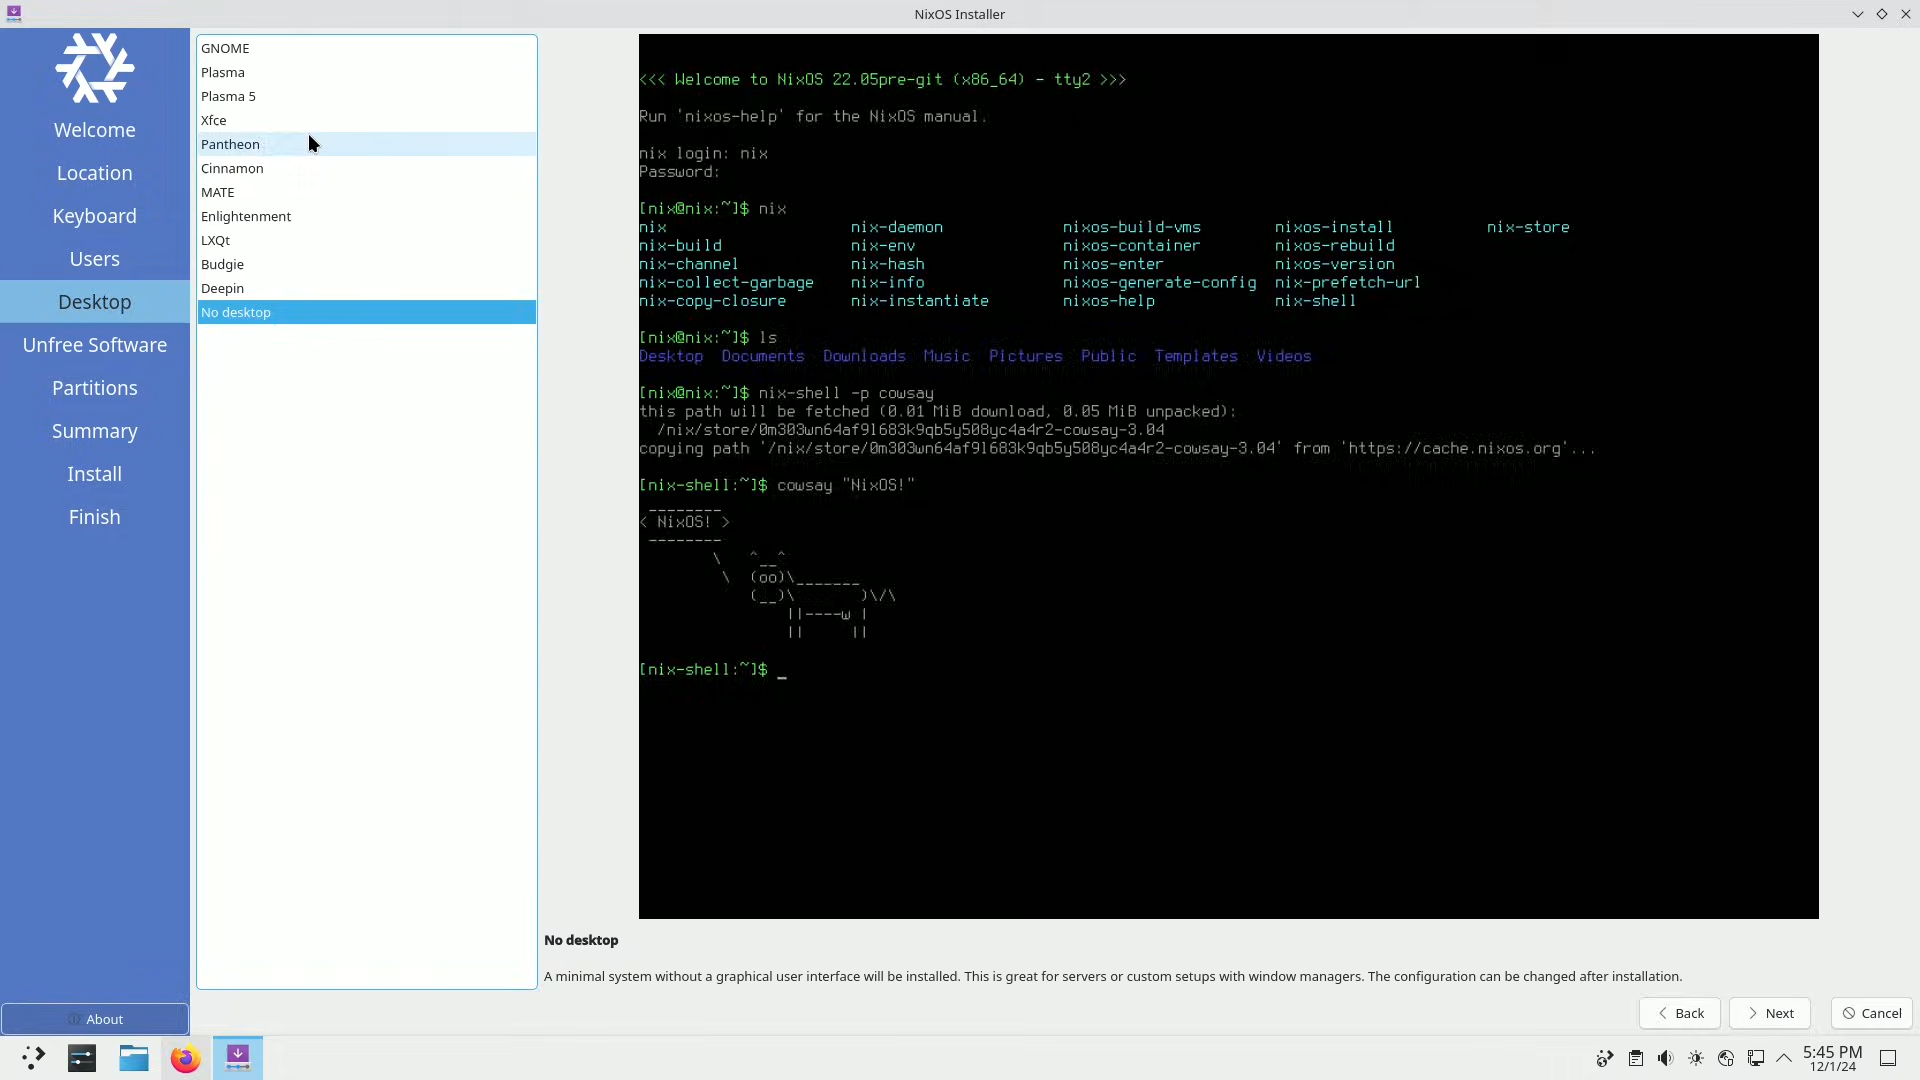 NixOS Installer
Welcome
Location
Keyboard
Users
Desktop
Unfree Software
Partitions
Summary
Install
Finish
About
GNOME
Plasma
Plasma 5
Xfce
Pantheon
Cinnamon
MATE
Enlightenment
LXQt
Budgie
Deepin
No desktop
<<< Welcome to NixOS 22.05pre-git (x86_64) - tty2 >>>
Run 'nixos-help' for the NixOS manual.
nix login: nix
Password:
[nix@nix:~]$ nix
nix nix-daemon nixos-build-vms nixos-install nix-store
nix-build nix-env nixos-container nixos-rebuild
nix-channel nix-hash nixos-enter nixos-version
nix-collect-garbage nix-info nixos-generate-config nix-prefetch-url
nix-copy-closure nix-instantiate nixos-help nix-shell
[nix@nix:~]$ ls
Desktop Documents Downloads Music Pictures Public Templates Videos
[nix@nix:~]$ nix-shell -p cowsay
this path will be fetched (0.01 MiB download, 0.05 MiB unpacked):
/nix/store/0m303wn64af9l683k9qb5y508yc4a4r2-cowsay-3.04
copying path '/nix/store/0m303wn64af9l683k9qb5y508yc4a4r2-cowsay-3.04' from 'https://cache.nixos.org'...
[nix-shell:~]$ cowsay "NixOS!"
 ________
< NixOS! >
 --------
        \   ^__^
         \  (oo)\_______
            (__)\       )\/\
                ||----w |
                ||     ||
[nix-shell:~]$ _
No desktop
A minimal system without a graphical user interface will be installed. This is great for servers or custom setups with window managers. The configuration can be changed after installation.
Back
Next
Cancel
5:45 PM
12/1/24